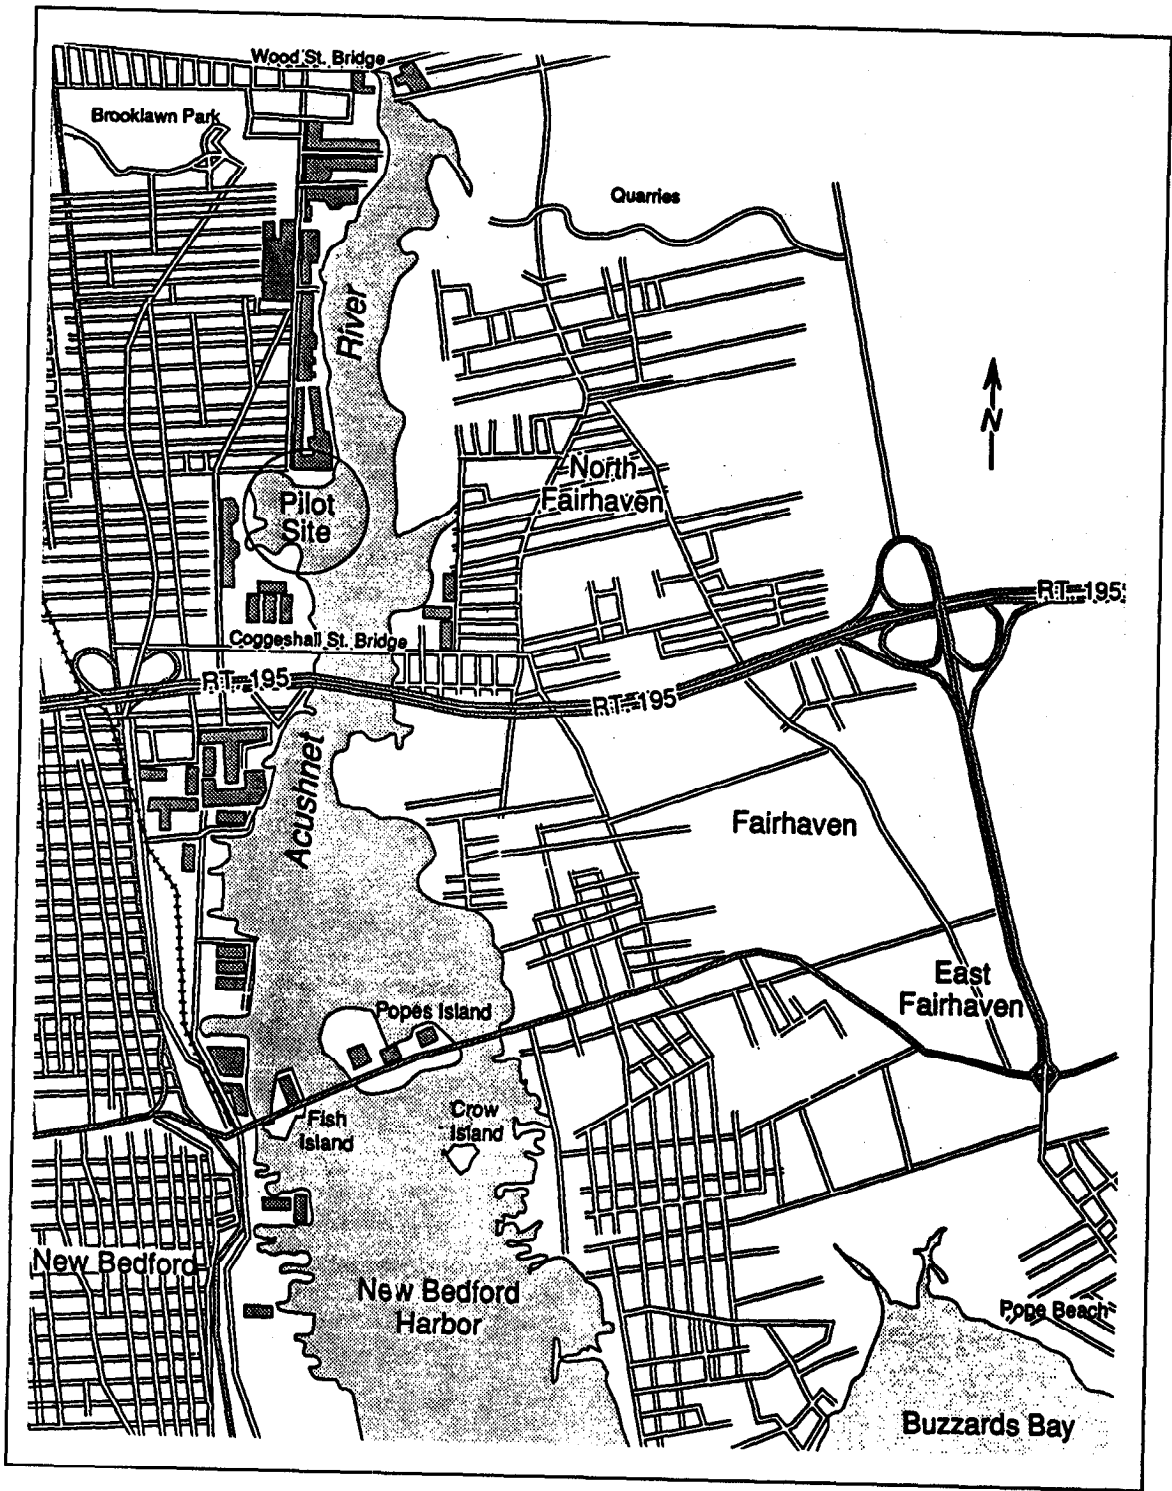 Wood St. Bridge
Brooklawn Park
Quarries
River
N
North
Fairhaven
Pilot
Site
RT. 195
Coggeshall St. Bridge
RT. 195
RT. 195
Acushnet
Fairhaven
East
Fairhaven
Popes Island
Crow
Island
Fish
Island
New Bedford
New Bedford
Harbor
Pope Beach
Buzzards Bay